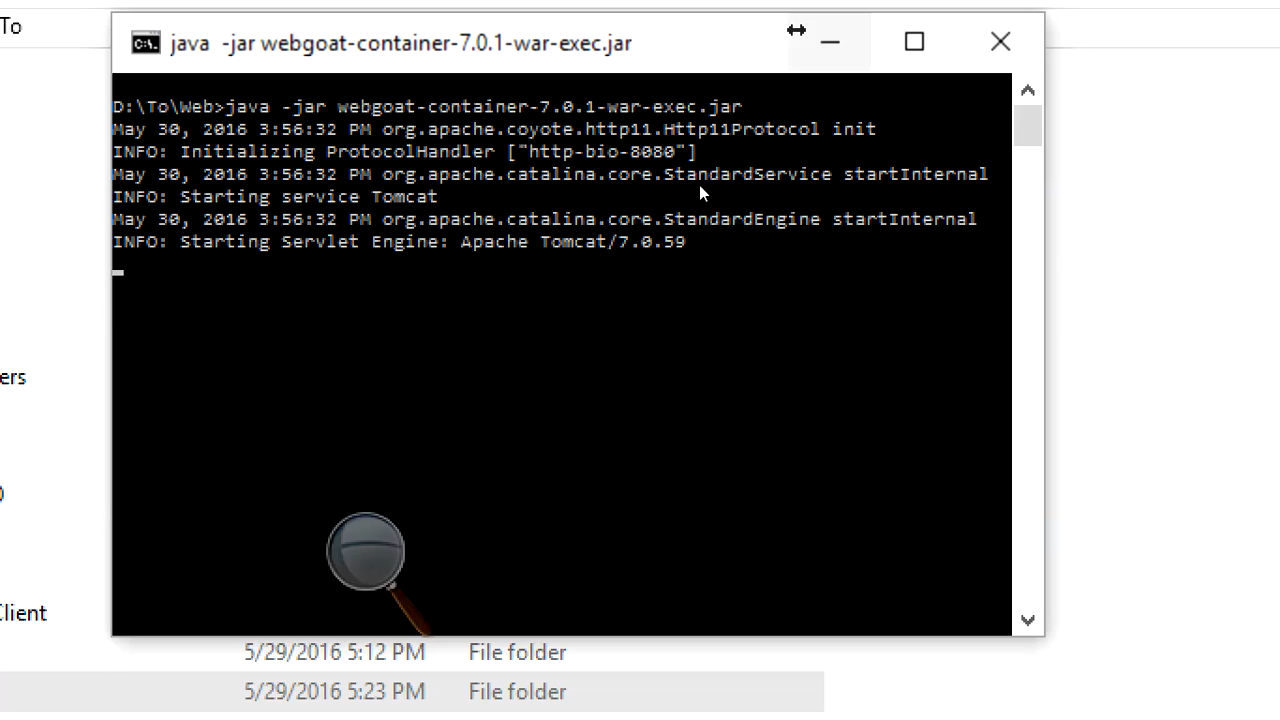 To
java -jar webgoat-container-7.0.1-war-exec.jar
D:\To\Web>java -jar webgoat-container-7.0.1-war-exec.jar
May 30, 2016 3:56:32 PM org.apache.coyote.http11.Http11Protocol init
INFO: Initializing ProtocolHandler ["http-bio-8080"]
May 30, 2016 3:56:32 PM org.apache.catalina.core.StandardService startInternal
INFO: Starting service Tomcat
May 30, 2016 3:56:32 PM org.apache.catalina.core.StandardEngine startInternal
INFO: Starting Servlet Engine: Apache Tomcat/7.0.59
ers
Client
5/29/2016 5:12 PM File folder
5/29/2016 5:23 PM File folder